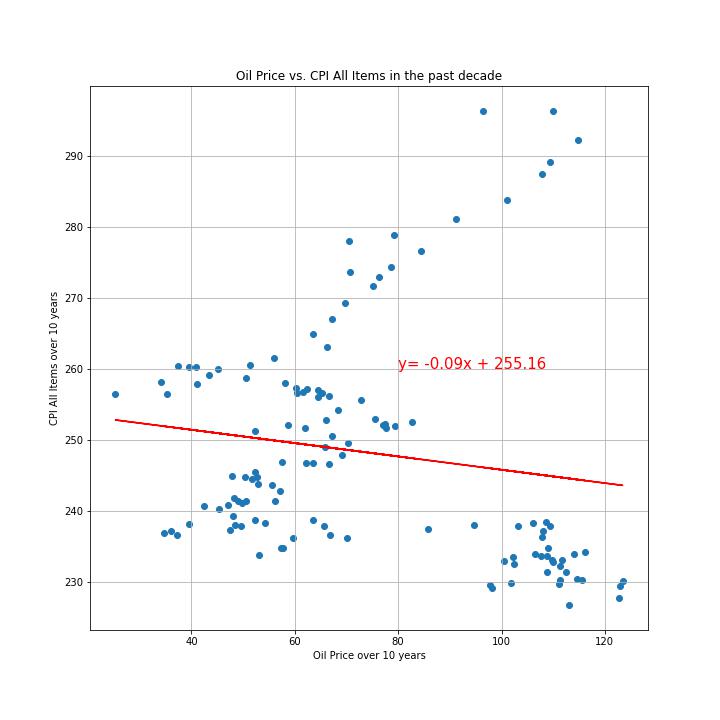 Oil Price vs. CPI All Items in the past decade
CPI All Items over 10 years
290
280
270
260
250
240
230
y= -0.09x + 255.16
40 60 80 100 120
Oil Price over 10 years